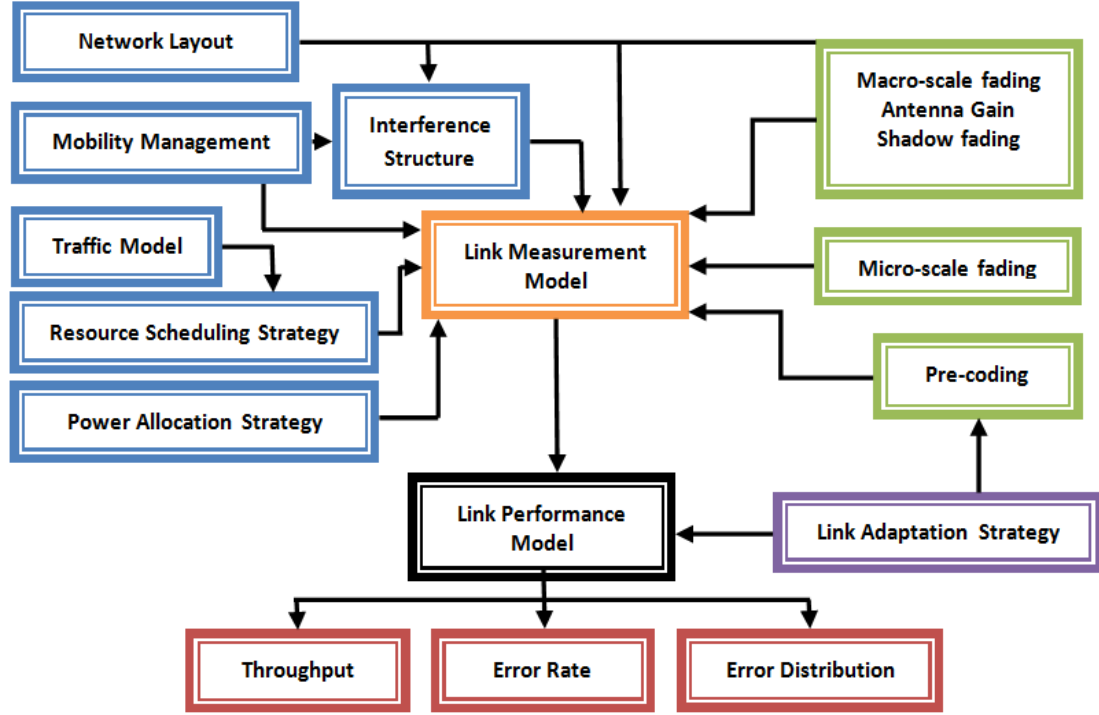 Network Layout
Macro-scale fading
Antenna Gain
Shadow fading
Mobility Management
Interference
Structure
Traffic Model
Link Measurement
Model
Micro-scale fading
Resource Scheduling Strategy
Pre-coding
Power Allocation Strategy
Link Performance
Model
Link Adaptation Strategy
Throughput
Error Rate
Error Distribution